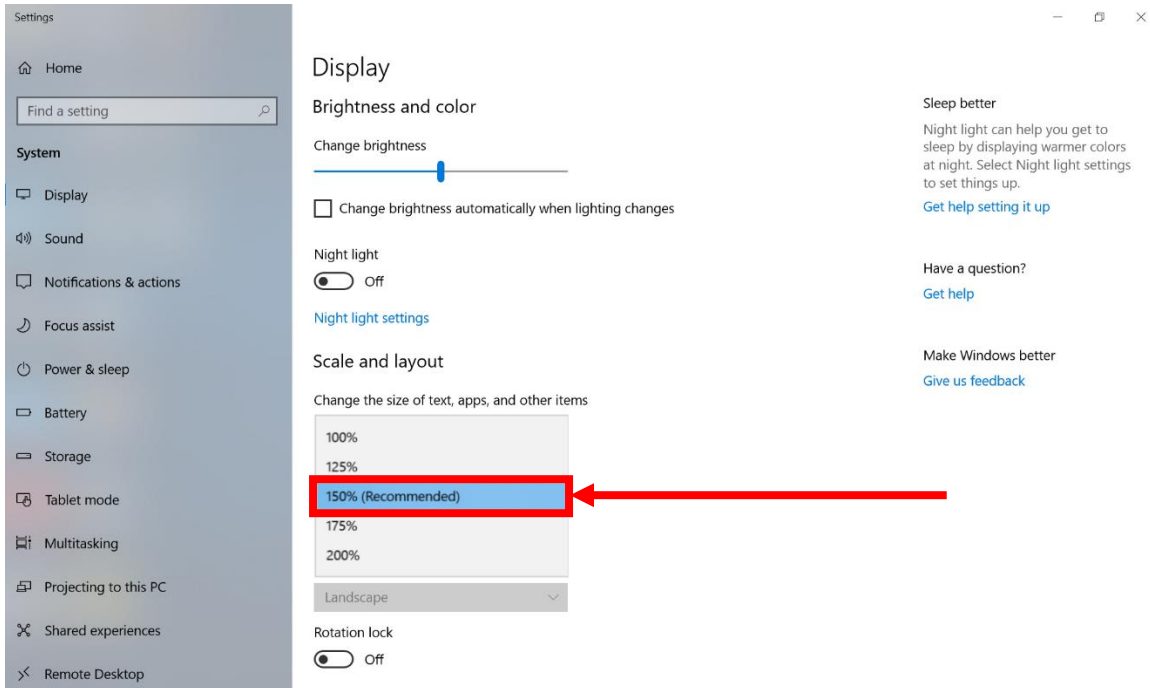 Settings
Home
Find a setting
System
Display
Sound
Notifications & actions
Focus assist
Power & sleep
Battery
Storage
Tablet mode
Multitasking
Projecting to this PC
Shared experiences
Remote Desktop
Display
Brightness and color
Change brightness
Change brightness automatically when lighting changes
Night light
Off
Night light settings
Scale and layout
Change the size of text, apps, and other items
100%
125%
150% (Recommended)
175%
200%
Landscape
Rotation lock
Off
Sleep better
Night light can help you get to
sleep by displaying warmer colors
at night. Select Night light settings
to set things up.
Get help setting it up
Have a question?
Get help
Make Windows better
Give us feedback